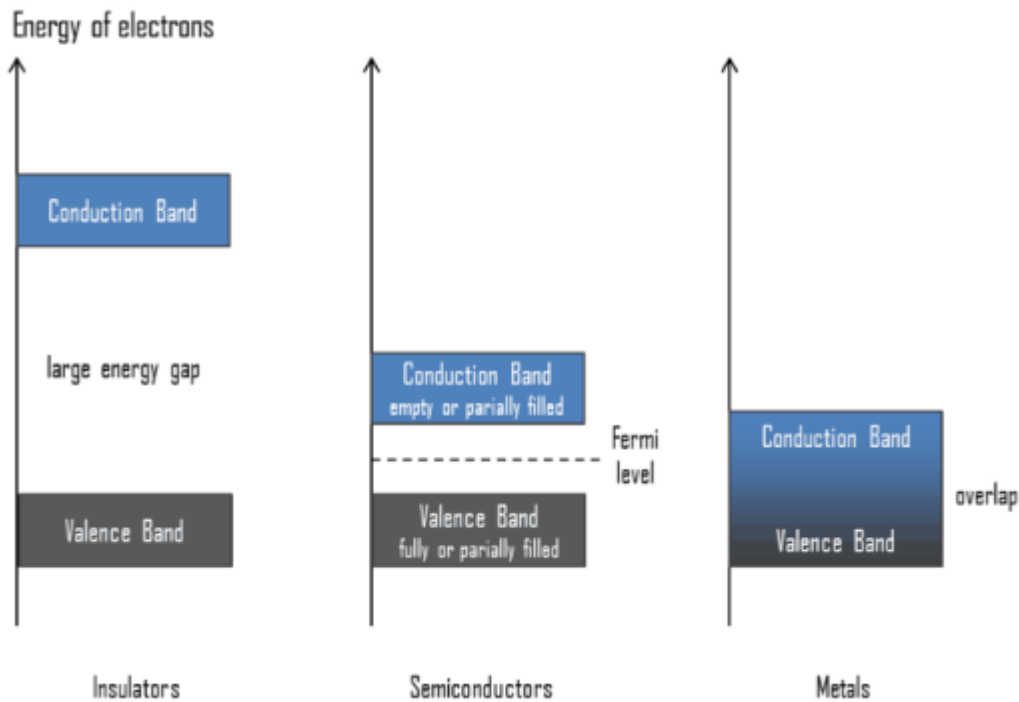 Energy of electrons
Conduction Band
large energy gap
Valence Band
Conduction Band
empty or parially filled
Fermi
level
Valence Band
fully or parially filled
Conduction Band
Valence Band
overlap
Insulators
Semiconductors
Metals